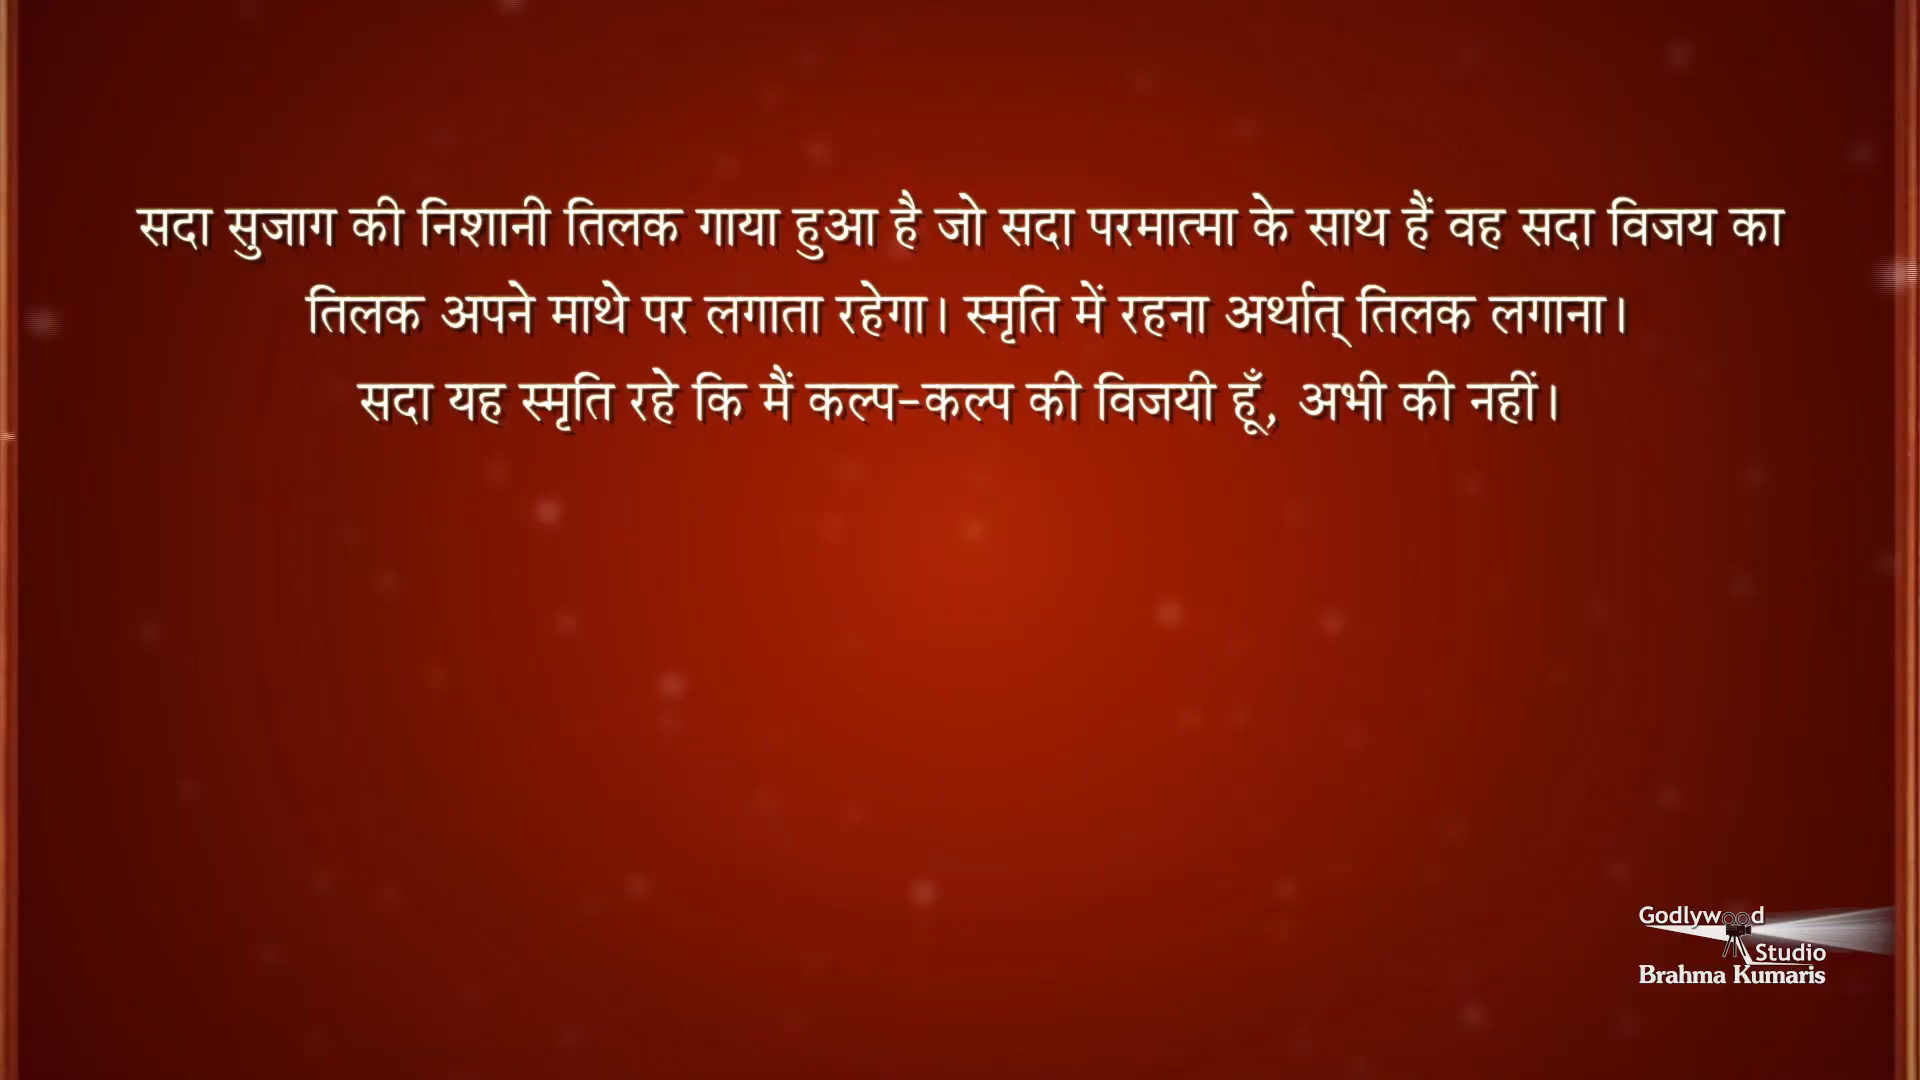 सदा सुजाग की निशानी तिलक गाया हुआ है जो सदा परमात्मा के साथ हैं वह सदा विजय का
तिलक अपने माथे पर लगाता रहेगा। स्मृति में रहना अर्थात् तिलक लगाना।
सदा यह स्मृति रहे कि मैं कल्प-कल्प की विजयी हूँ, अभी की नहीं।
Godlywood
Studio
Brahma Kumaris